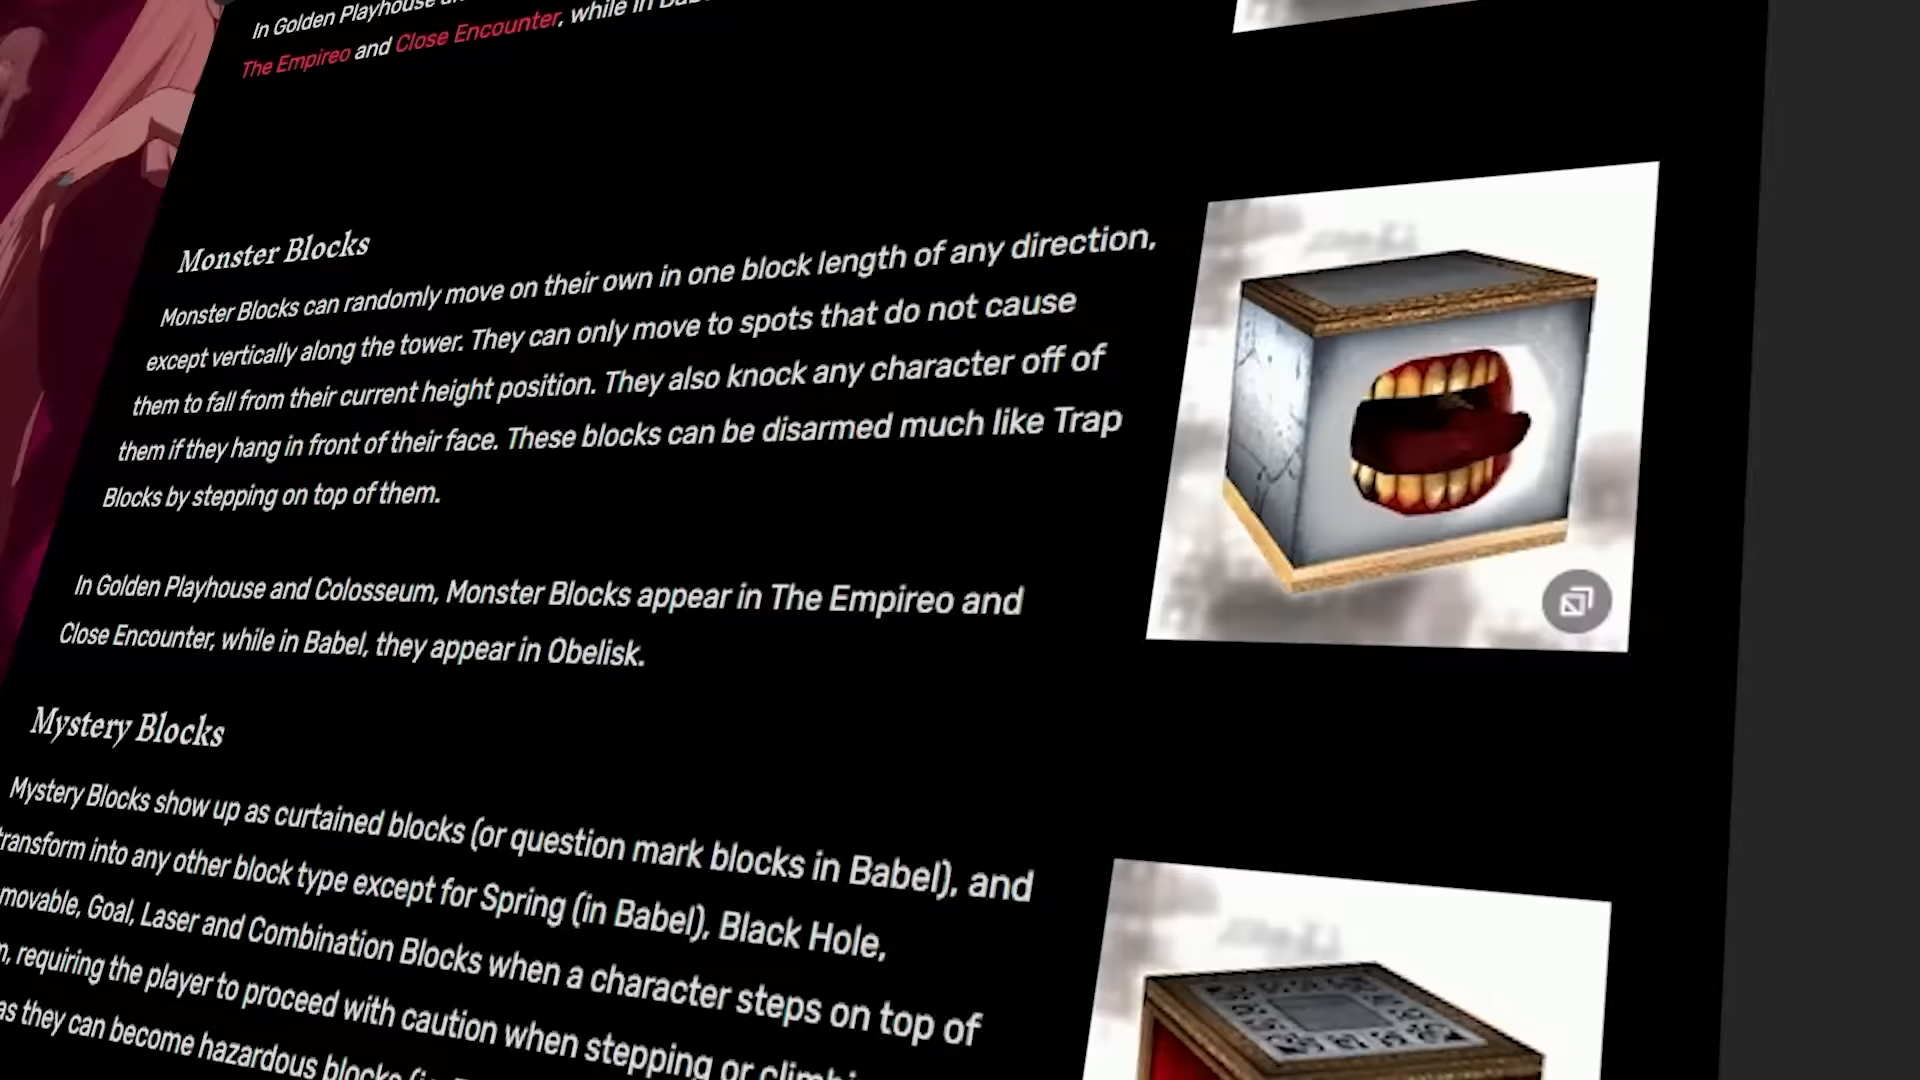 In Golden Playhouse
The Empireo and Close Encounter, while in
Monster Blocks
Monster Blocks can randomly move on their own in one block length of any direction,
except vertically along the tower. They can only move to spots that do not cause
them to fall from their current height position. They also knock any character off of
them if they hang in front of their face. These blocks can be disarmed much like Trap
Blocks by stepping on top of them.
In Golden Playhouse and Colosseum, Monster Blocks appear in The Empireo and
Close Encounter, while in Babel, they appear in Obelisk.
Mystery Blocks
Mystery Blocks show up as curtained blocks (or question mark blocks in Babel), and
transform into any other block type except for Spring (in Babel), Black Hole,
movable, Goal, Laser and Combination Blocks when a character steps on top of
requiring the player to proceed with caution when stepping or
as they can become hazardous blocks